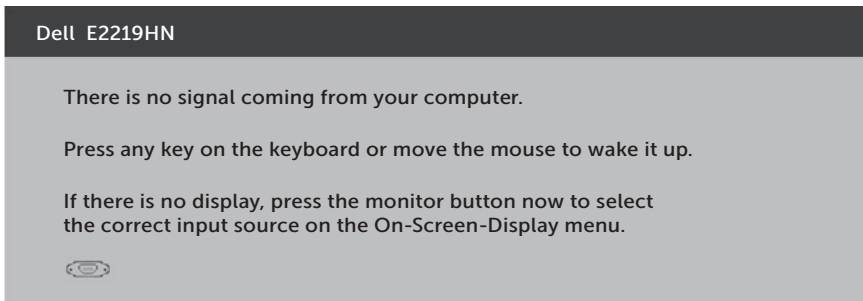 Dell E2219HN
There is no signal coming from your computer.
Press any key on the keyboard or move the mouse to wake it up.
If there is no display, press the monitor button now to select
the correct input source on the On-Screen-Display menu.